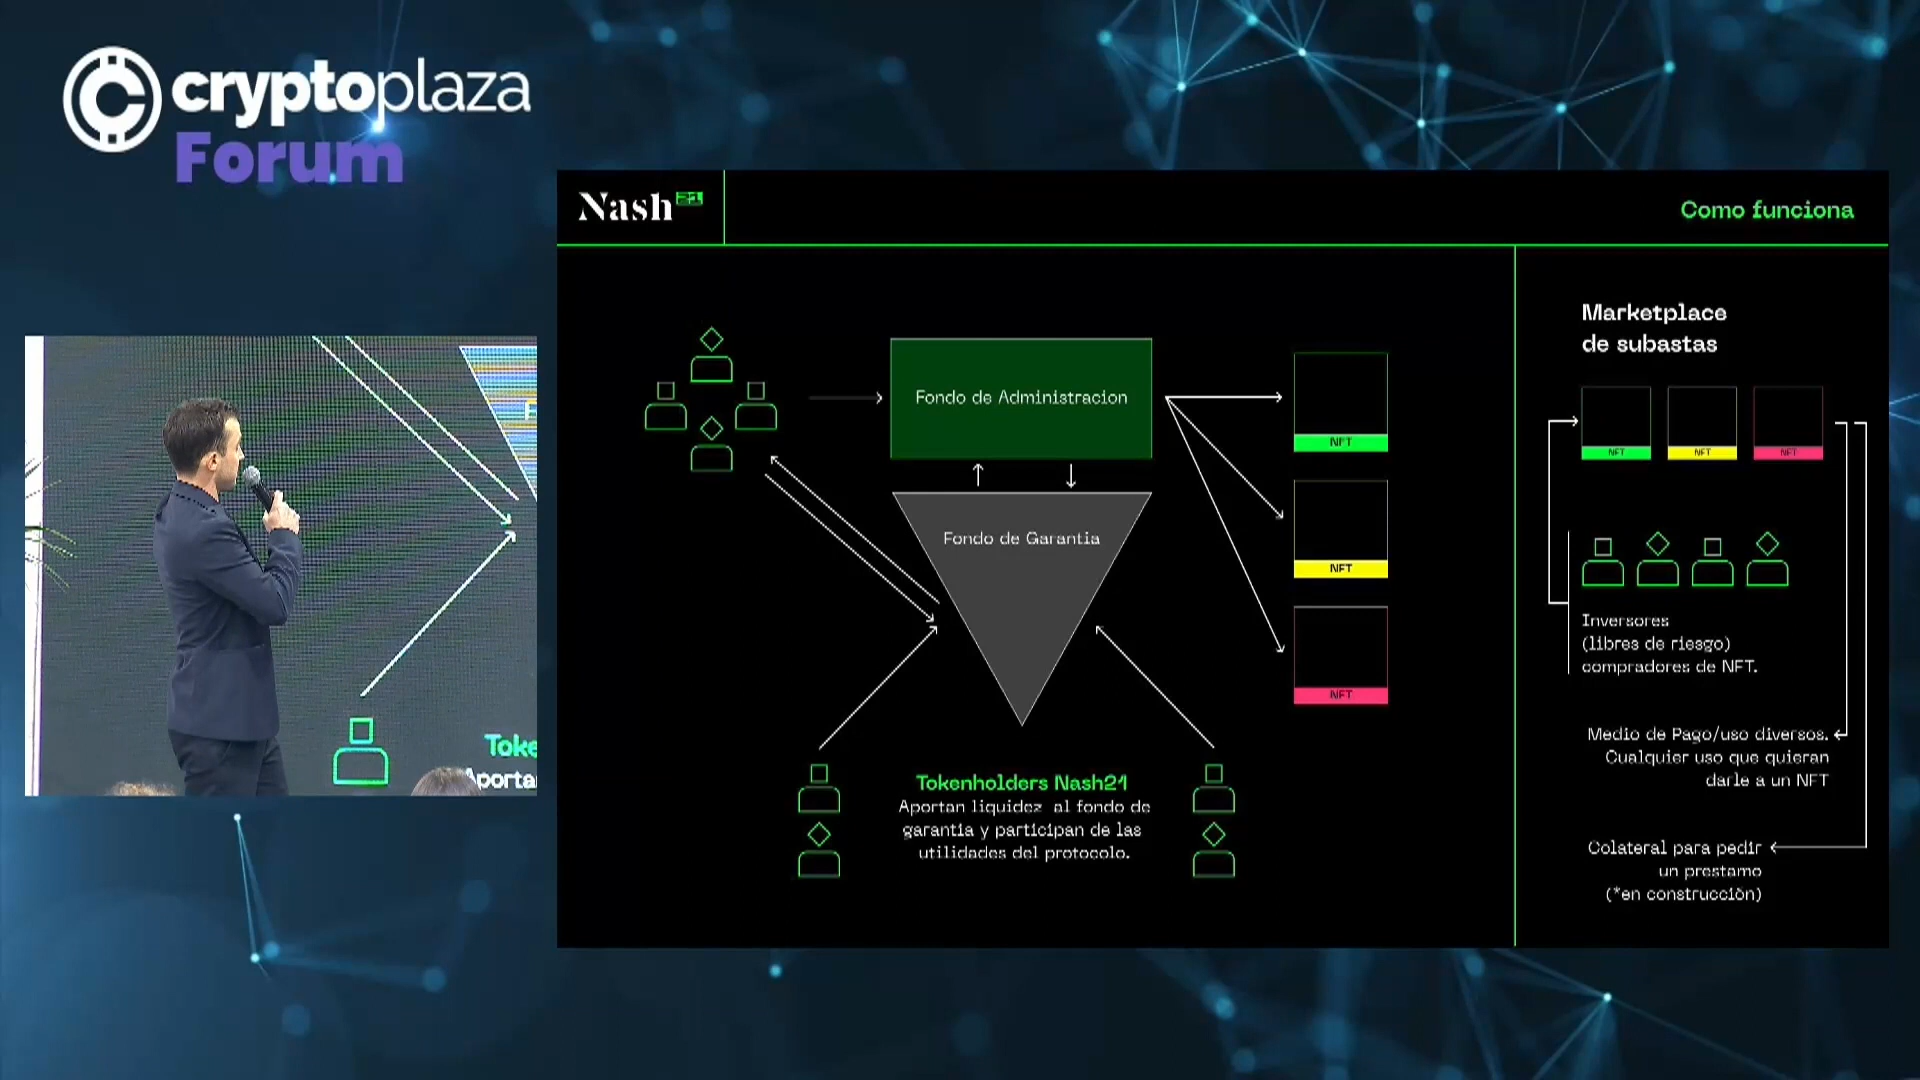 cryptoplaza
Forum
Nash21
Como funciona
Fondo de Administracion
Fondo de Garantia
NFT
NFT
NFT
Tokenholders Nash21
Aportan liquidez al fondo de
garantia y participan de las
utilidades del protocolo.
Marketplace
de subastas
NFT
NFT
NFT
Inversores
(libres de riesgo)
compradores de NFT.
Medio de Pago/uso diversos.
Cualquier uso que quieran
darle a un NFT
Colateral para pedir
un prestamo
(*en construcción)
Toke
Aporta